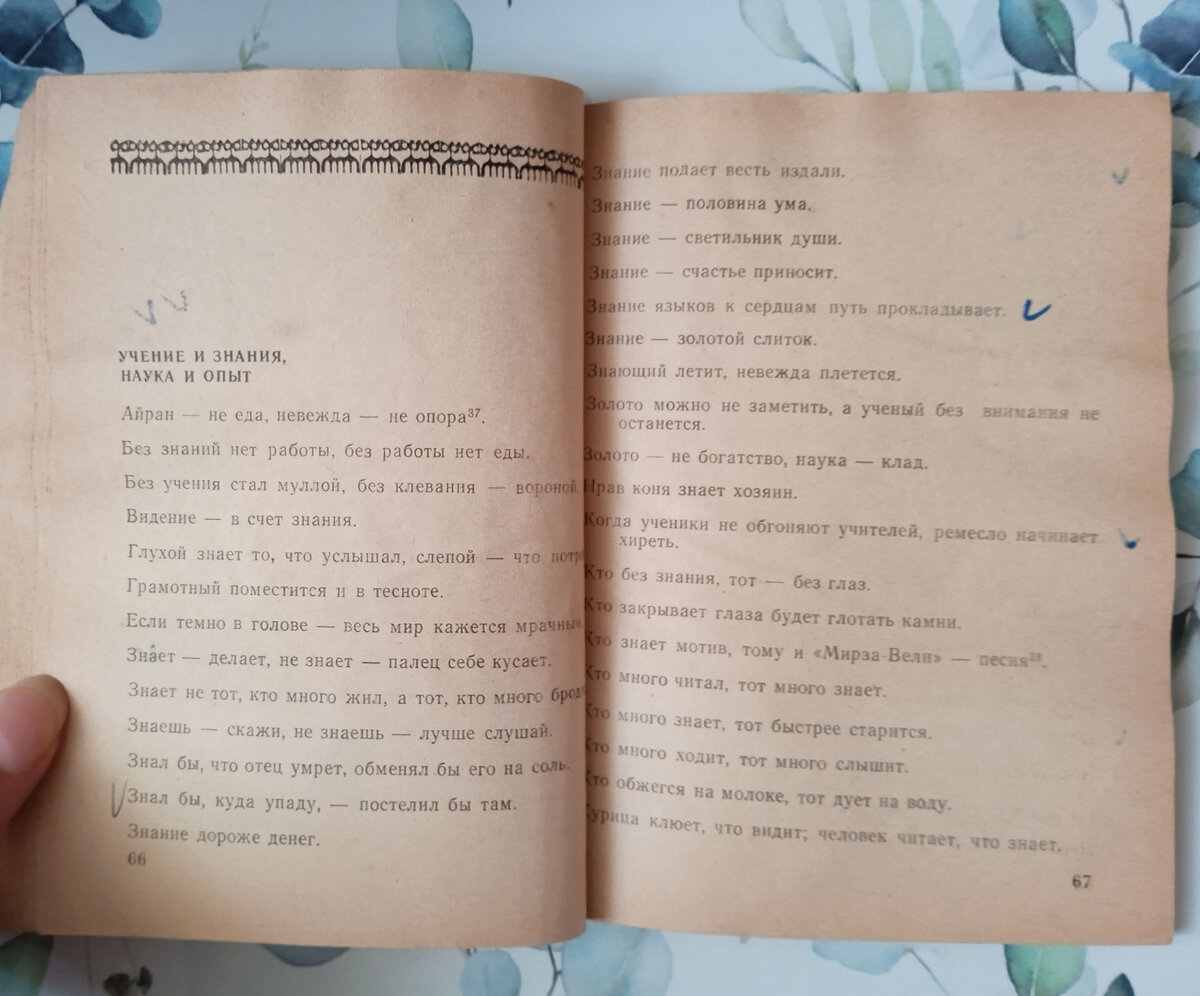 УЧЕНИЕ И ЗНАНИЯ,
НАУКА И ОПЫТ
Айран — не еда, невежда — не опора³⁷.
Без знаний нет работы, без работы нет еды.
Без учения стал муллой, без клевания — вороной.
Видение — в счет знания.
Глухой знает то, что услышал, слепой — что
Грамотный поместится и в тесноте.
Если темно в голове — весь мир кажется мрачным.
Знает — делает, не знает — палец себе кусает.
Знает не тот, кто много жил, а тот, кто много
Знаешь — скажи, не знаешь — лучше слушай.
Знал бы, что отец умрет, обменял бы его на соль.
Знал бы, куда упаду, — постелил бы там.
Знание дороже денег.
66
Знание подает весть издали.
Знание — половина ума.
Знание — светильник души.
Знание — счастье приносит.
Знание языков к сердцам путь прокладывает.
Знание — золотой слиток.
Знающий летит, невежда плетется.
Золото можно не заметить, а ученый без внимания не
останется.
Золото — не богатство, наука — клад.
Нрав коня знает хозяин.
Когда ученики не обгоняют учителей, ремесло начинает
хиреть.
Кто без знания, тот — без глаз.
Кто закрывает глаза будет глотать камни.
Кто знает мотив, тому и «Мирза-Вели» — песня³⁸.
Кто много читал, тот много знает.
Кто много знает, тот быстрее старится.
Кто много ходит, тот много слышит.
Кто обжегся на молоке, тот дует на воду.
Курица клюет, что видит; человек читает, что знает.
67